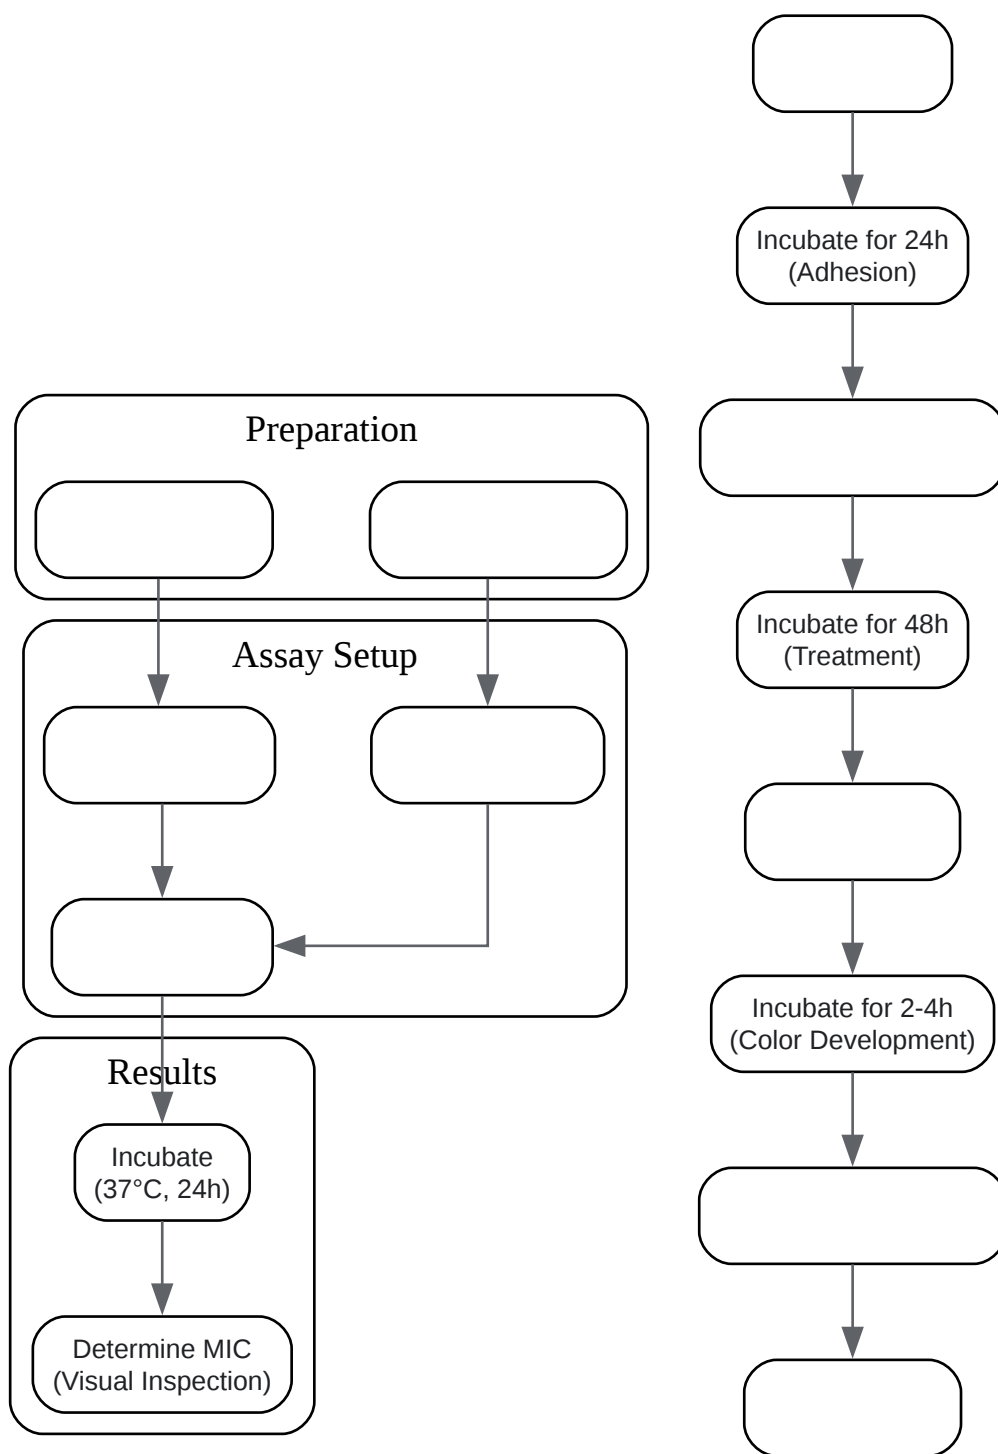 Preparation
Assay Setup
Results
Incubate
(37°C, 24h)
Determine MIC
(Visual Inspection)
Incubate for 24h
(Adhesion)
Incubate for 48h
(Treatment)
Incubate for 2-4h
(Color Development)